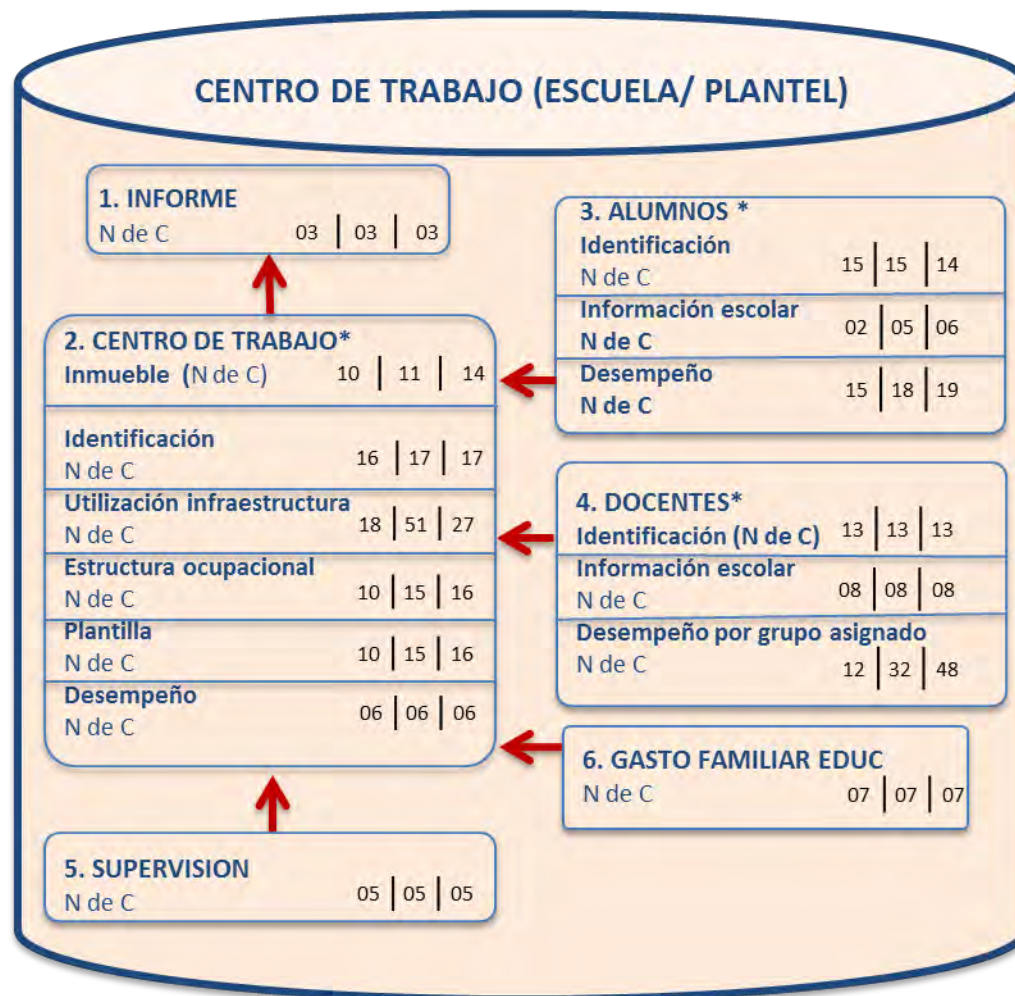 CENTRO DE TRABAJO (ESCUELA/ PLANTEL)
1. INFORME
N de C 03 | 03 | 03
2. CENTRO DE TRABAJO*
Inmueble (N de C) 10 | 11 | 14
Identificación
N de C 16 | 17 | 17
Utilización infraestructura
N de C 18 | 51 | 27
Estructura ocupacional
N de C 10 | 15 | 16
Plantilla
N de C 10 | 15 | 16
Desempeño
N de C 06 | 06 | 06
3. ALUMNOS *
Identificación
N de C 15 | 15 | 14
Información escolar
N de C 02 | 05 | 06
Desempeño
N de C 15 | 18 | 19
4. DOCENTES*
Identificación (N de C) 13 | 13 | 13
Información escolar
N de C 08 | 08 | 08
Desempeño por grupo asignado
N de C 12 | 32 | 48
6. GASTO FAMILIAR EDUC
N de C 07 | 07 | 07
5. SUPERVISION
N de C 05 | 05 | 05